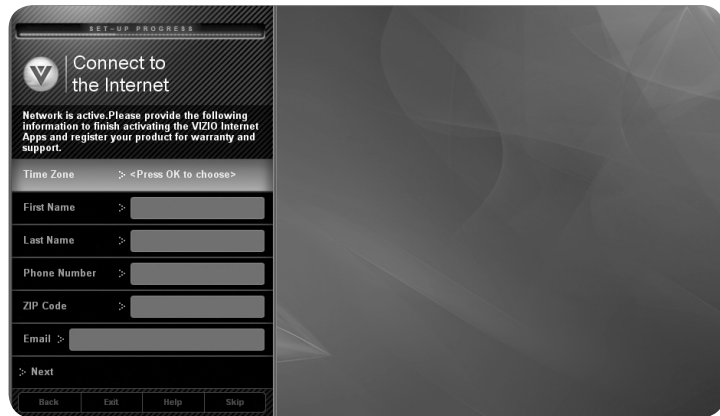 SET-UP PROGRESS
V
Connect to
the Internet
Network is active.Please provide the following
information to finish activating the VIZIO Internet
Apps and register your product for warranty and
support.
Time Zone <Press OK to choose>
First Name
Last Name
Phone Number
ZIP Code
Email
Next
Back Exit Help Skip